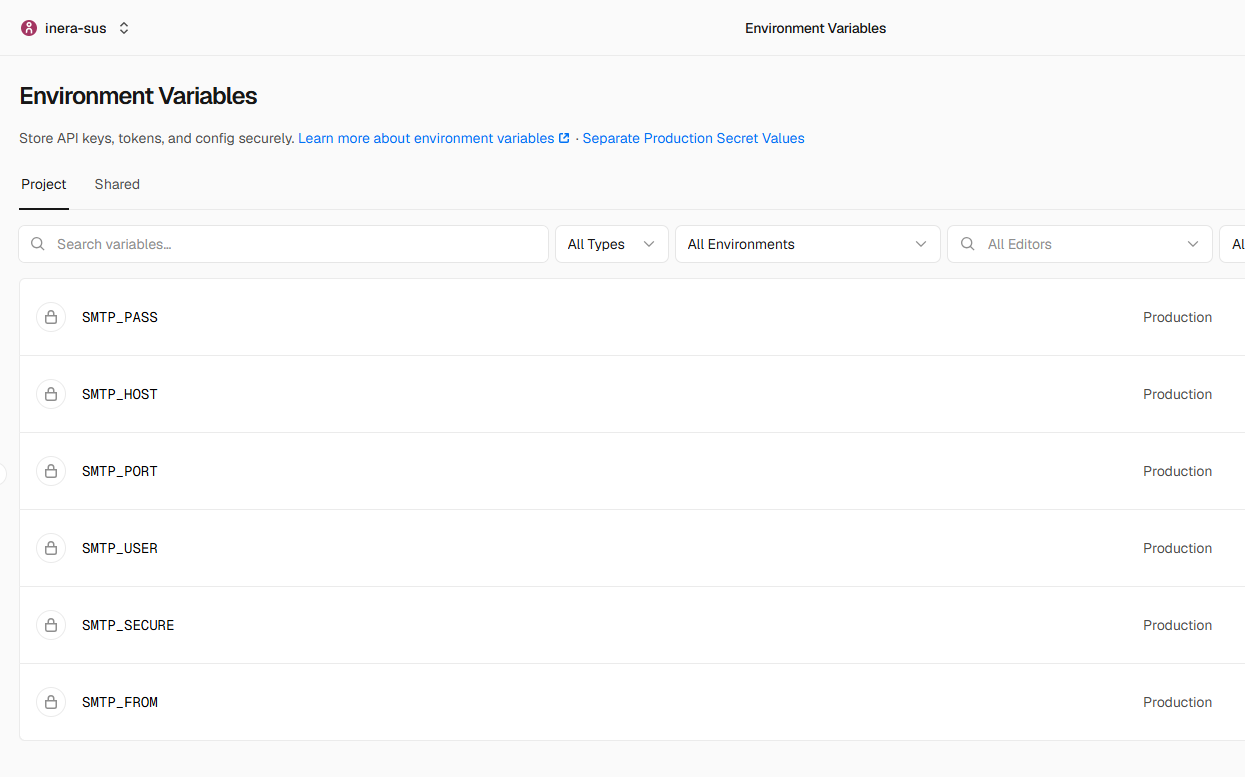 inera-sus
Environment Variables
Environment Variables
Store API keys, tokens, and config securely. Learn more about environment variables · Separate Production Secret Values
Project Shared
Search variables... All Types All Environments All Editors Al
SMTP_PASS Production
SMTP_HOST Production
SMTP_PORT Production
SMTP_USER Production
SMTP_SECURE Production
SMTP_FROM Production